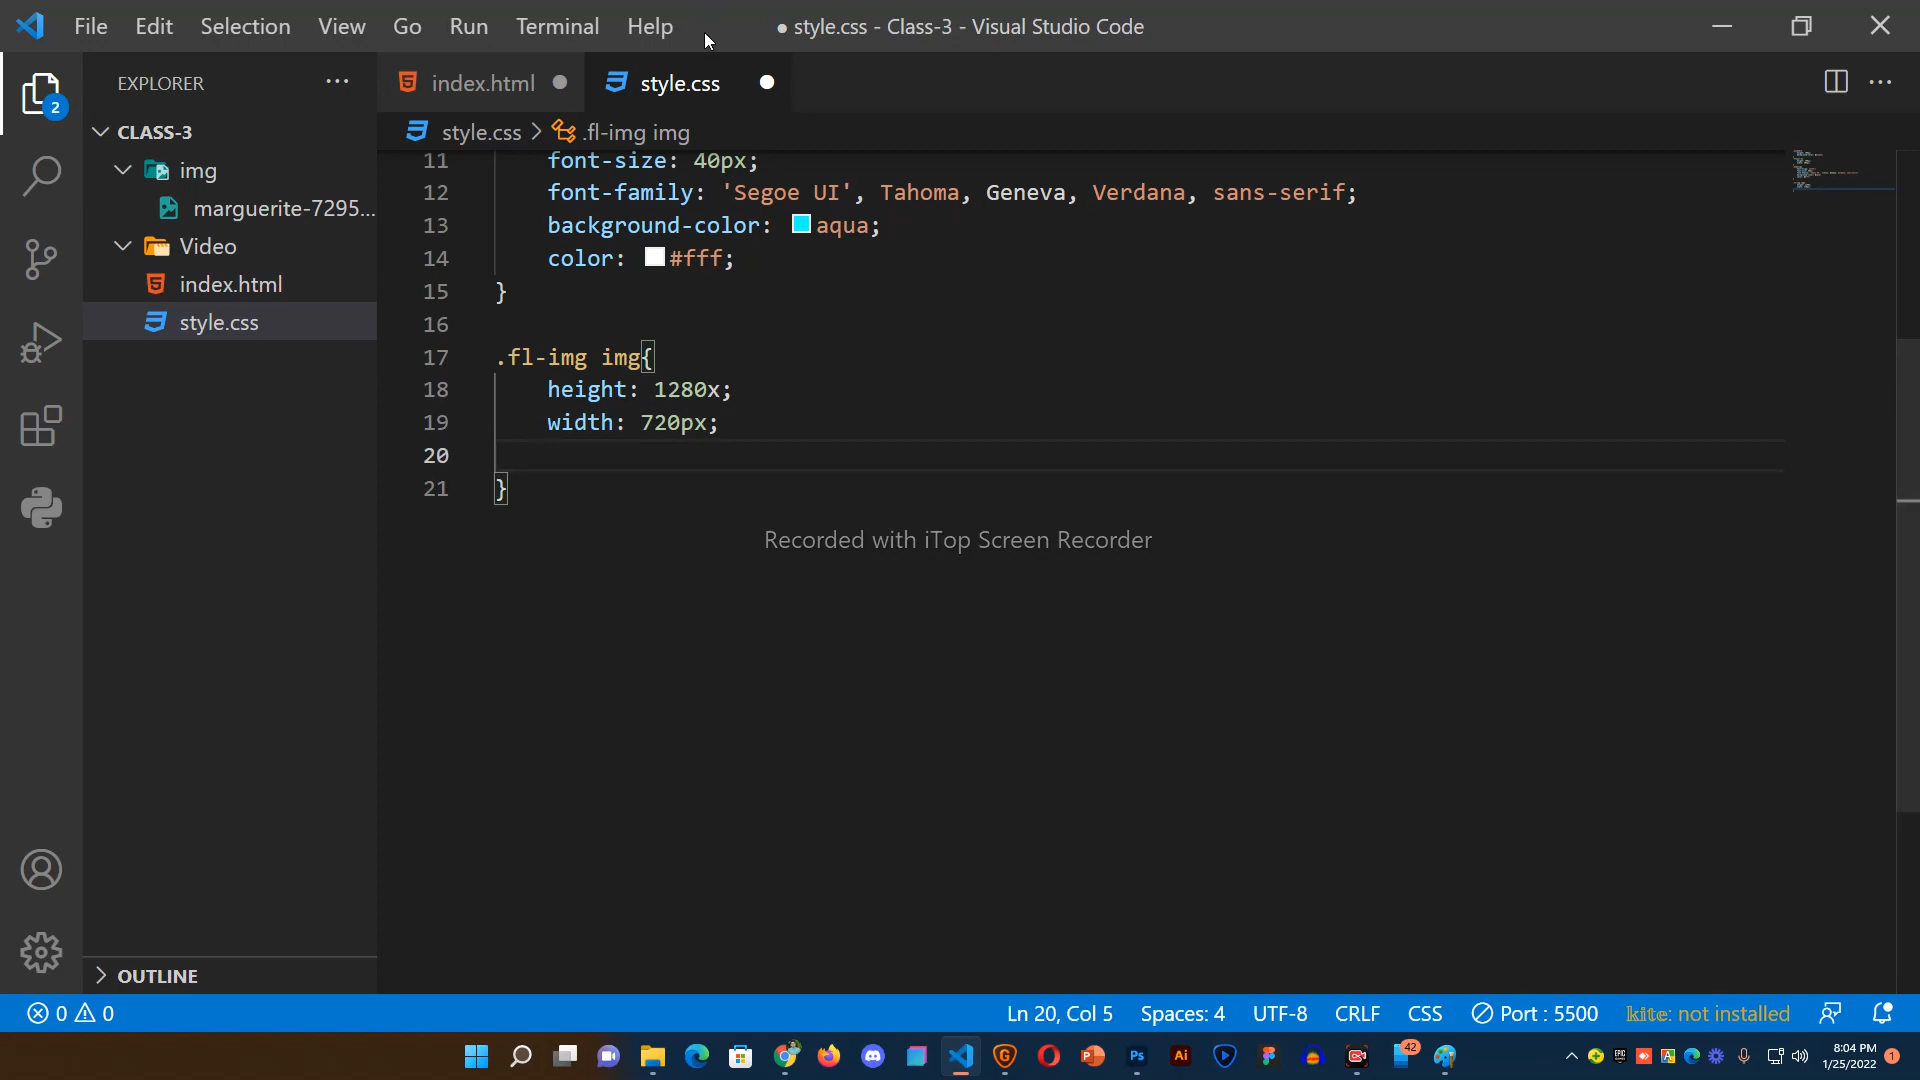 File Edit Selection View Go Run Terminal Help
● style.css - Class-3 - Visual Studio Code
EXPLORER
index.html
style.css
CLASS-3
style.css > .fl-img img
img
marguerite-7295...
Video
index.html
style.css
11 font-size: 40px;
12 font-family: 'Segoe UI', Tahoma, Geneva, Verdana, sans-serif;
13 background-color: aqua;
14 color: #fff;
15 }
16
17 .fl-img img{
18 height: 1280x;
19 width: 720px;
20
21 }
Recorded with iTop Screen Recorder
2
OUTLINE
0 0
Ln 20, Col 5 Spaces: 4 UTF-8 CRLF CSS Port : 5500 kite: not installed
42
8:04 PM
1/25/2022
1